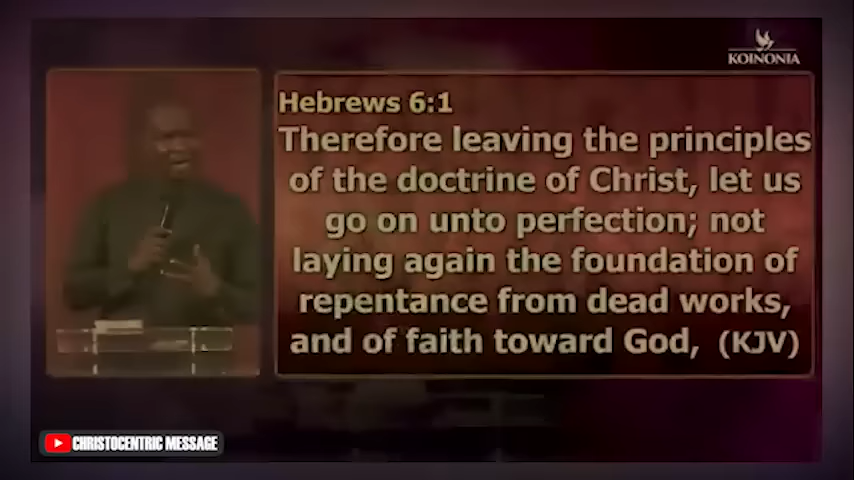 KOINONIA
Hebrews 6:1
Therefore leaving the principles
of the doctrine of Christ, let us
go on unto perfection; not
laying again the foundation of
repentance from dead works,
and of faith toward God, (KJV)
CHRISTOCENTRIC MESSAGE